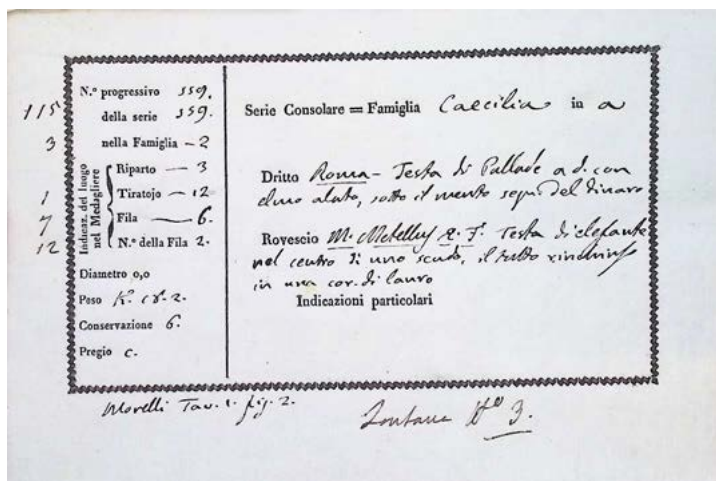 N.º progressivo 559.
115 della serie 559.
3 nella Famiglia — 2
Indicaz. del luogo
nel Medagliere
Riparto — 3
1 Tiratojo — 12
7 Fila — 6.
12 N.º della Fila 2.
Diametro 0,0
Peso K. 18. 2.
Conservazione 6.
Pregio c.
Serie Consolare = Famiglia Caecilia in a
Dritto Roma - Testa di Pallade a d. con
elmo alato, sotto il mento segno del dinaro
Rovescio M. Metellus Q. F. Testa di elefante
nel centro di uno scudo, il tutto rinchiuso
in una cor. di lauro
Indicazioni particolari
Morelli Tav. 1. fig. 2.
Fontana Nº 3.